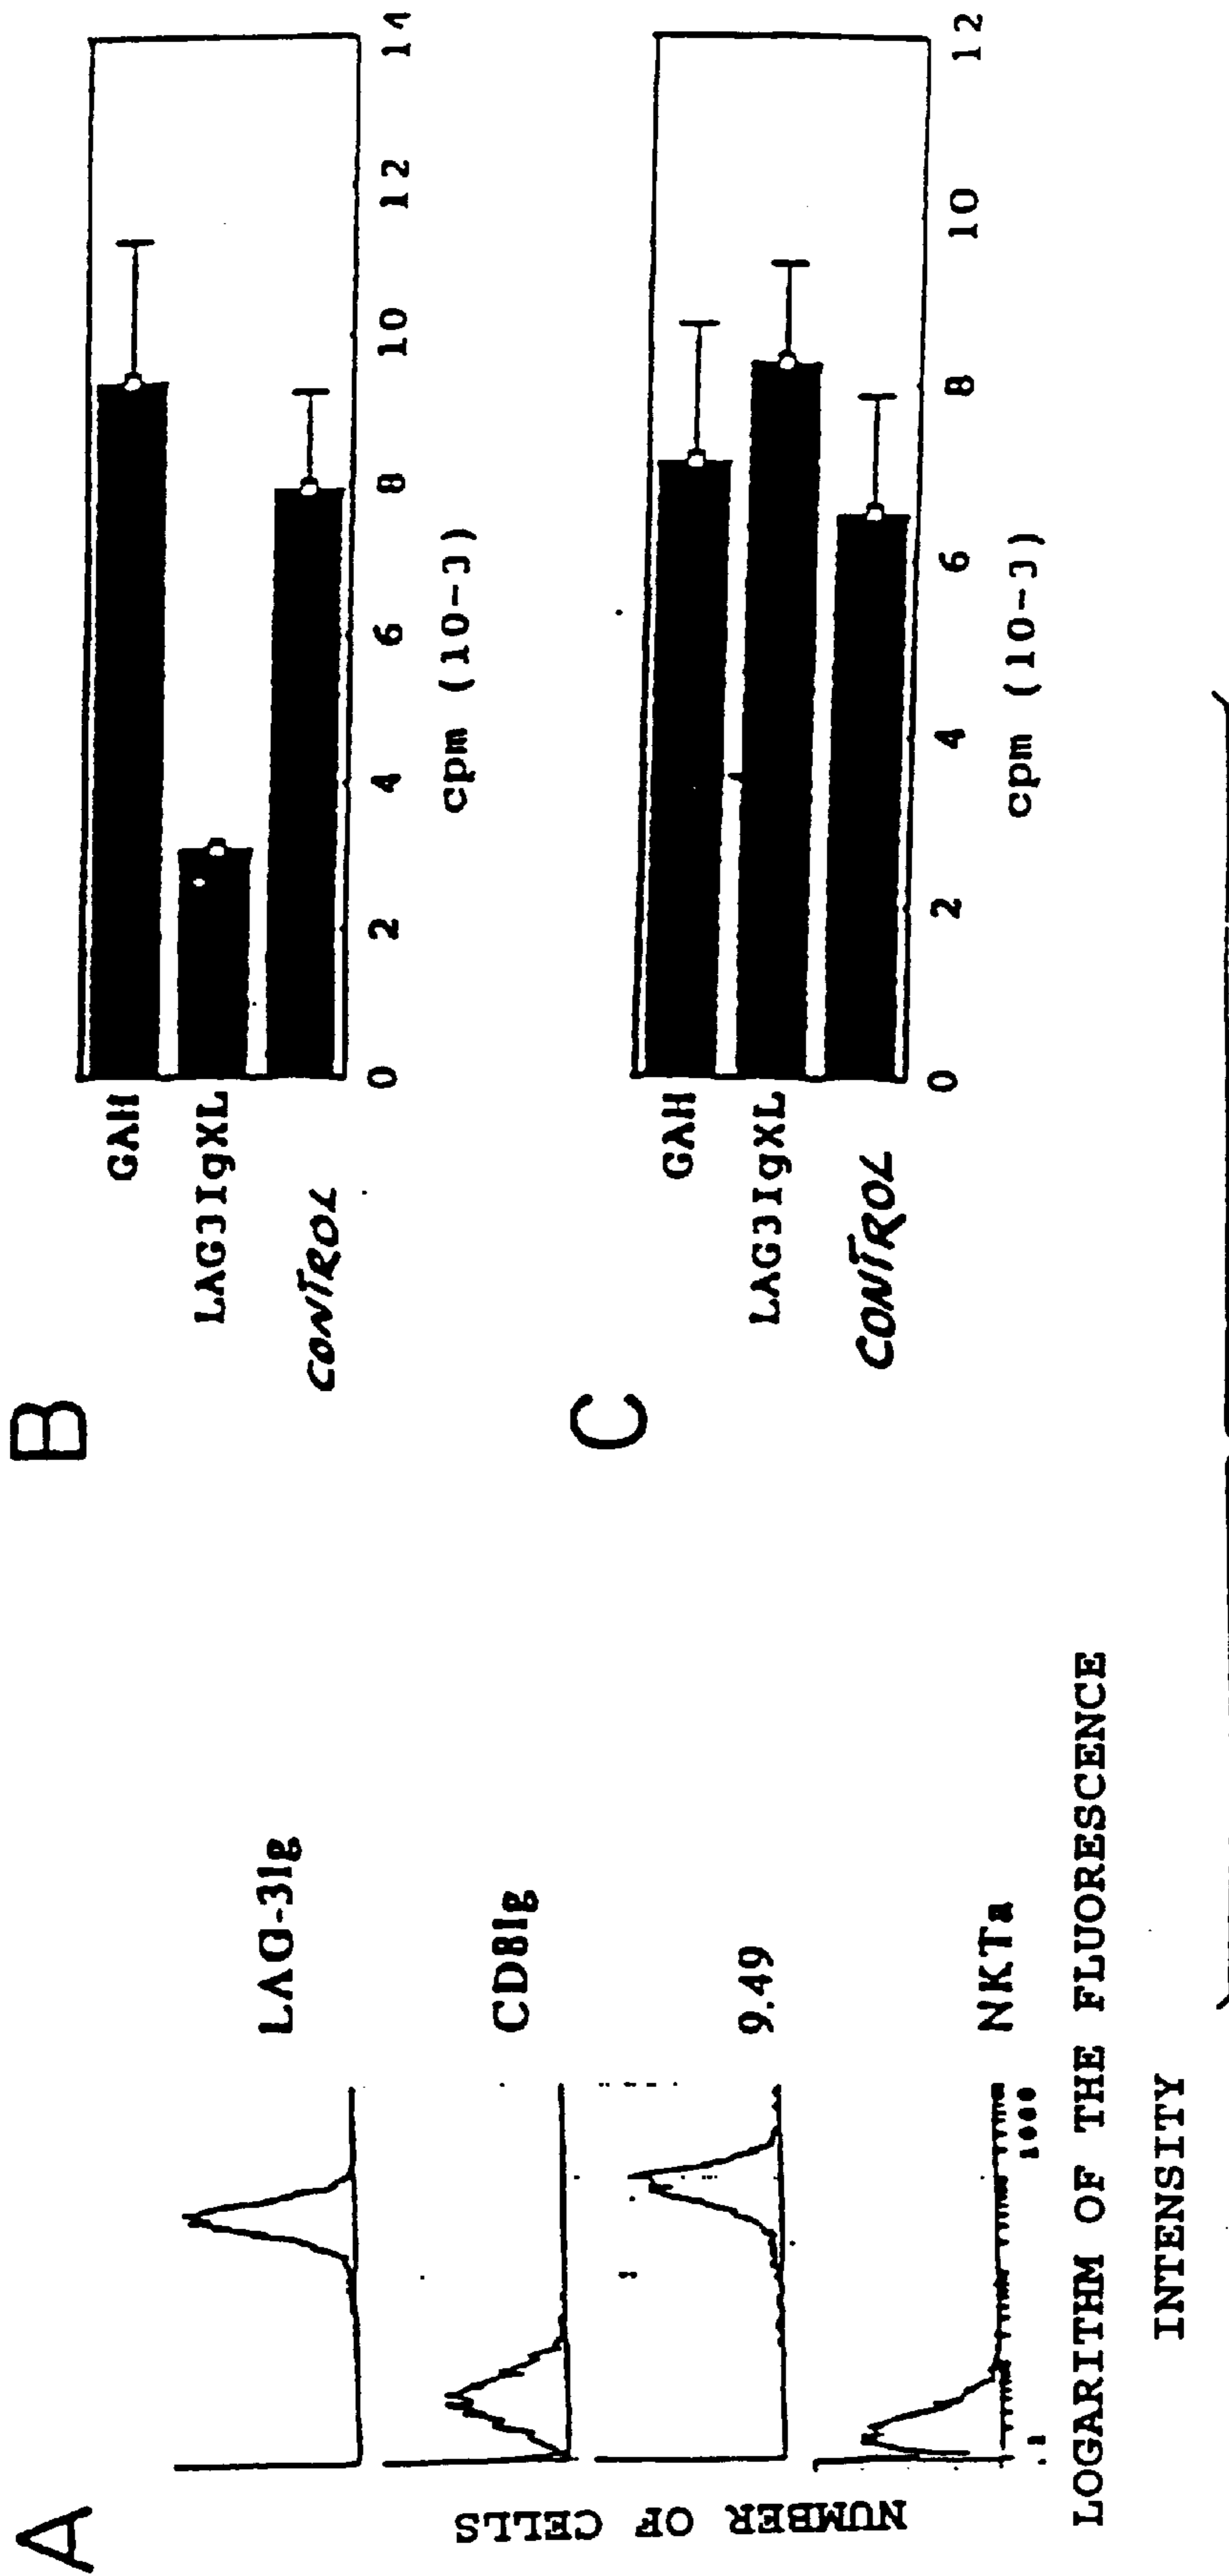 A
NUMBER OF CELLS
LAG-3Ig
CD8Ig
9.49
NKTa
.1
1000
LOGARITHM OF THE FLUORESCENCE
INTENSITY
B
GAH
LAG3IgXL
CONTROL
0 2 4 6 8 10 12 14
cpm (10-3)
C
GAH
LAG3IgXL
CONTROL
0 2 4 6 8 10 12
cpm (10-3)